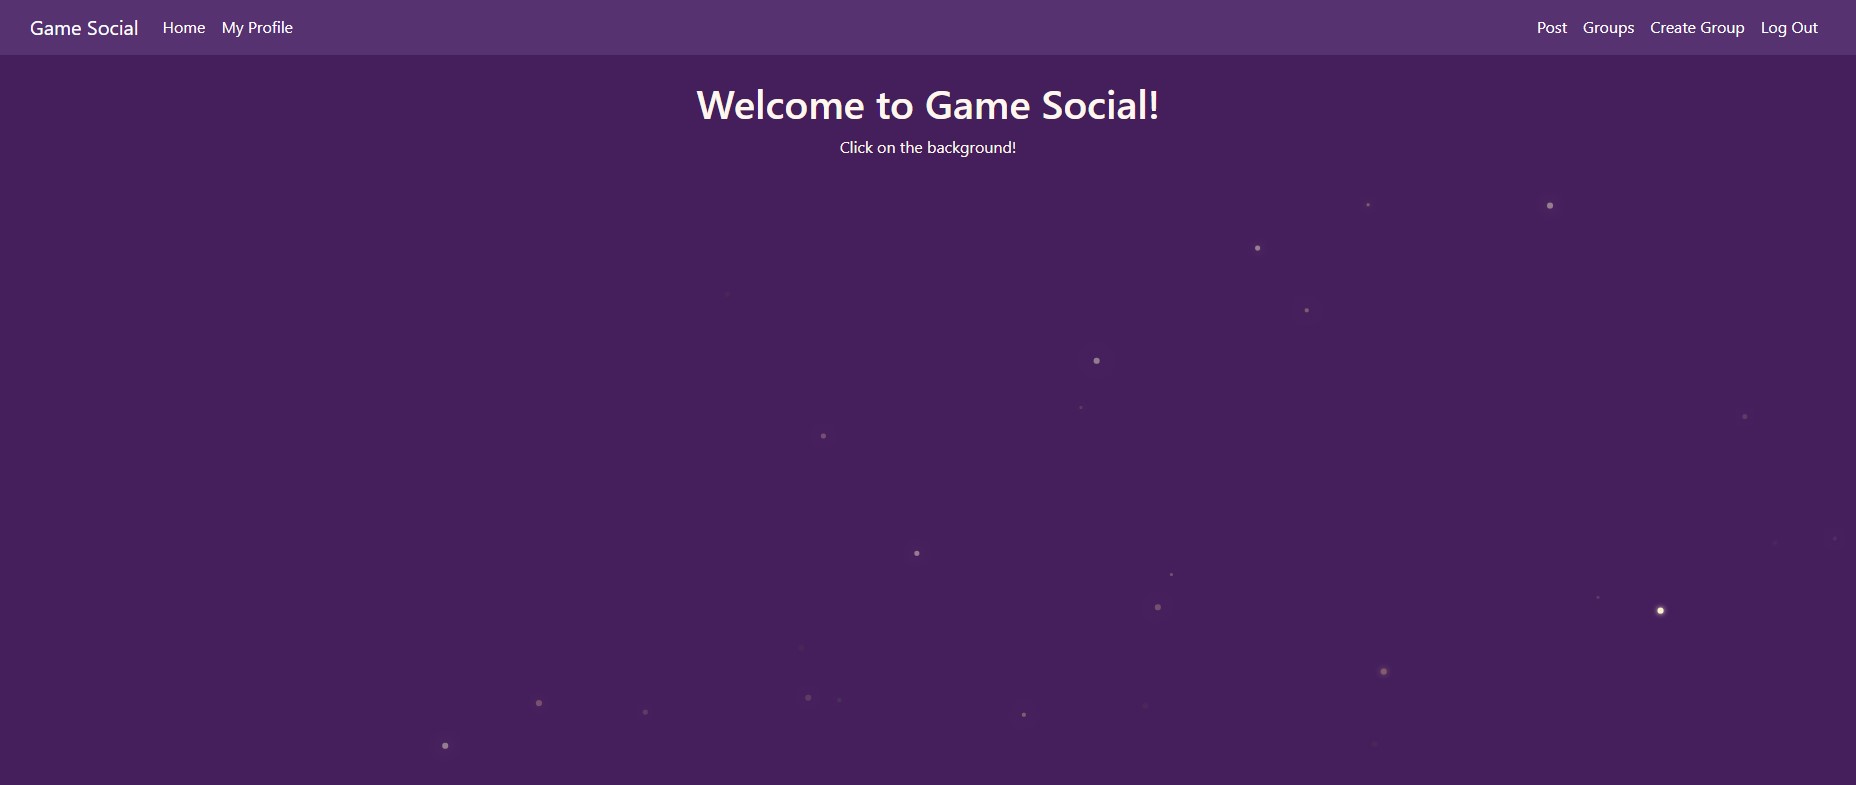 Game Social Home My Profile Post Groups Create Group Log Out
Welcome to Game Social!
Click on the background!